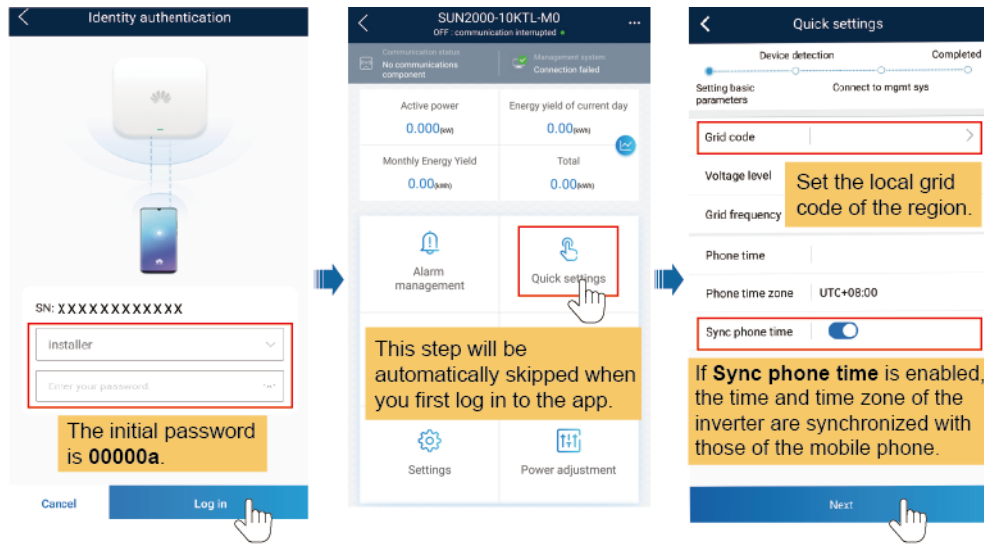 Identity authentication
SN: XXXXXXXXXXXX
installer
Enter your password.
The initial password
is 00000a.
Cancel
Log in
SUN2000-10KTL-M0
OFF : communication interrupted
...
Communication status
No communications
component
Management system
Connection failed
Active power
0.000(kW)
Energy yield of current day
0.00(kWh)
Monthly Energy Yield
0.00(kWh)
Total
0.00(kWh)
Alarm
management
Quick settings
This step will be
automatically skipped when
you first log in to the app.
Settings
Power adjustment
Quick settings
Device detection
Completed
Setting basic
parameters
Connect to mgmt sys
Grid code
Voltage level
Grid frequency
Set the local grid
code of the region.
Phone time
Phone time zone
UTC+08:00
Sync phone time
If Sync phone time is enabled,
the time and time zone of the
inverter are synchronized with
those of the mobile phone.
Next